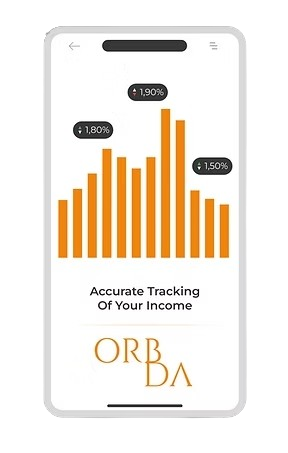 1,90%
1,80%
1,50%
Accurate Tracking
Of Your Income
ORB
DA